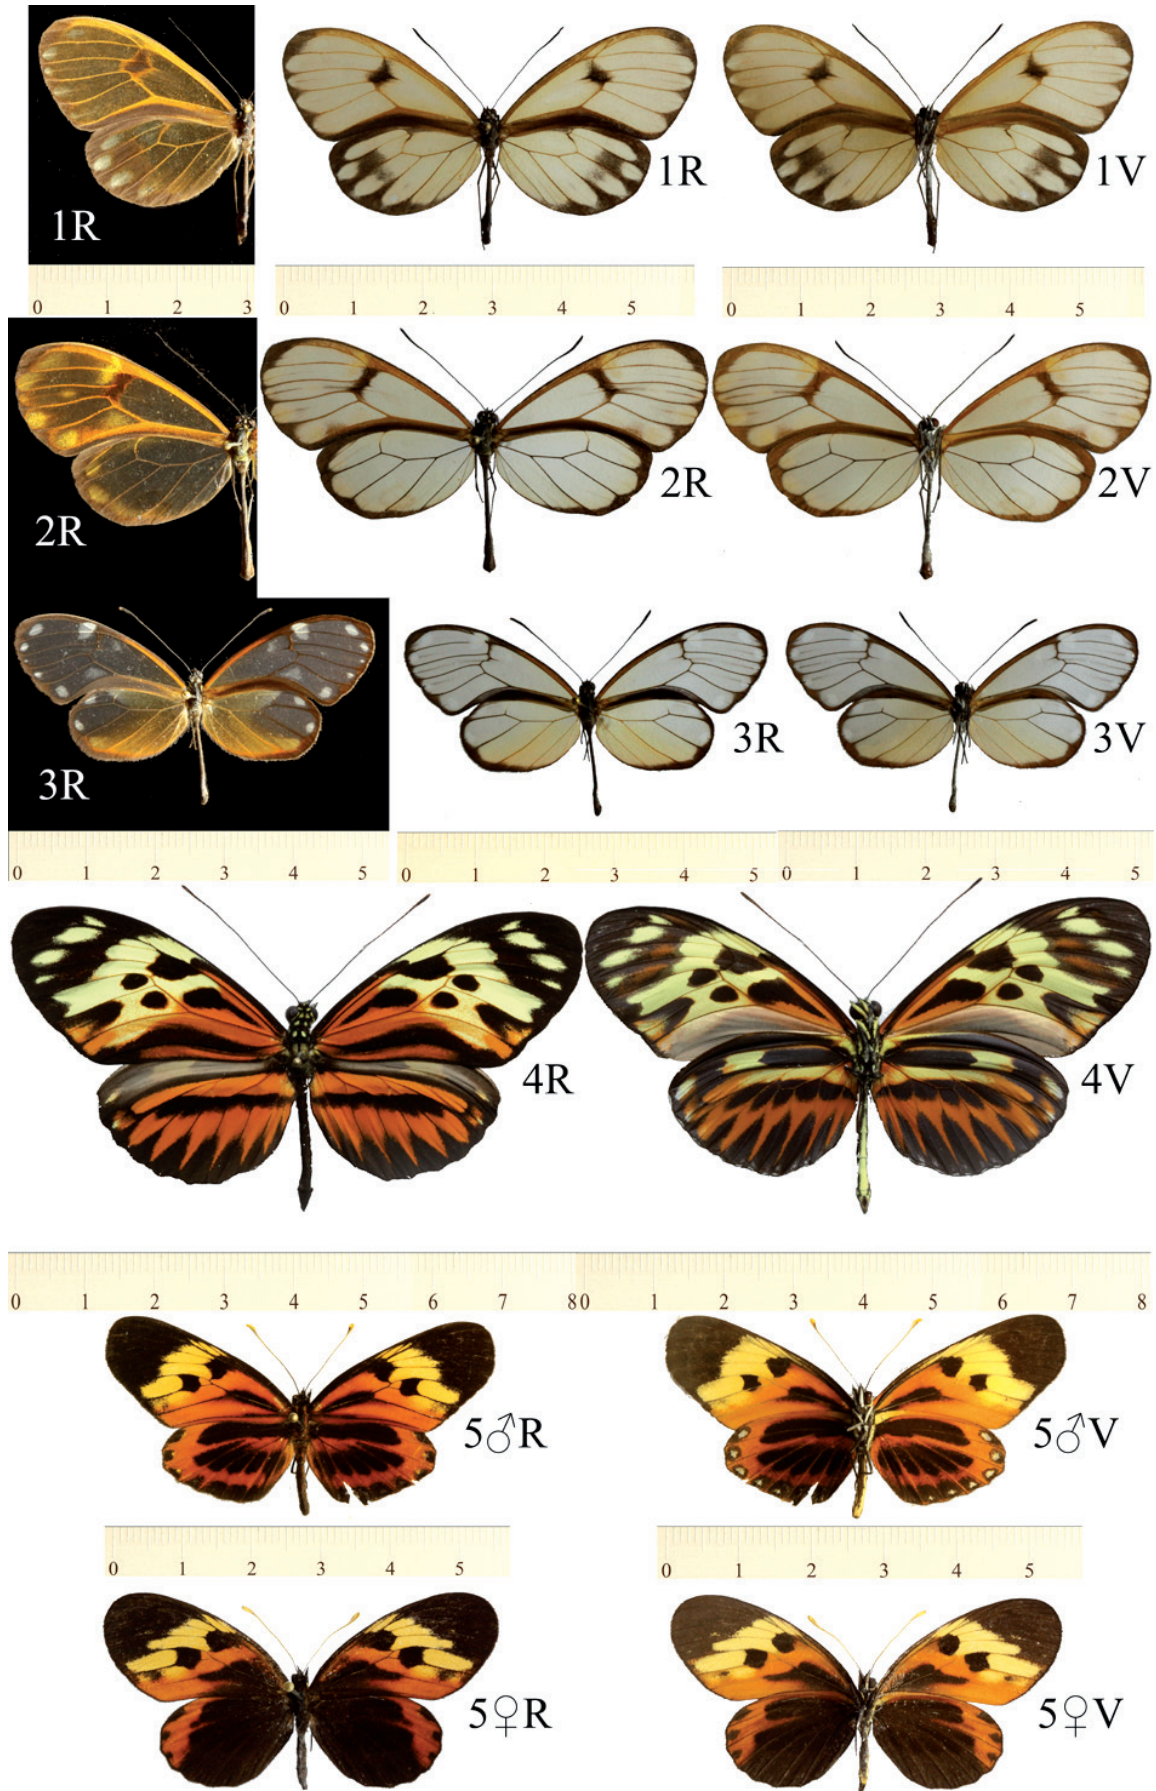 1R 1R 1V
0 1 2 3 0 1 2 3 4 5 0 1 2 3 4 5
2R 2R 2V
3R 3R 3V
0 1 2 3 4 5 0 1 2 3 4 5 0 1 2 3 4 5
4R 4V
0 1 2 3 4 5 6 7 8 0 1 2 3 4 5 6 7 8
5♂R 5♂V
0 1 2 3 4 5 0 1 2 3 4 5
5♀R 5♀V